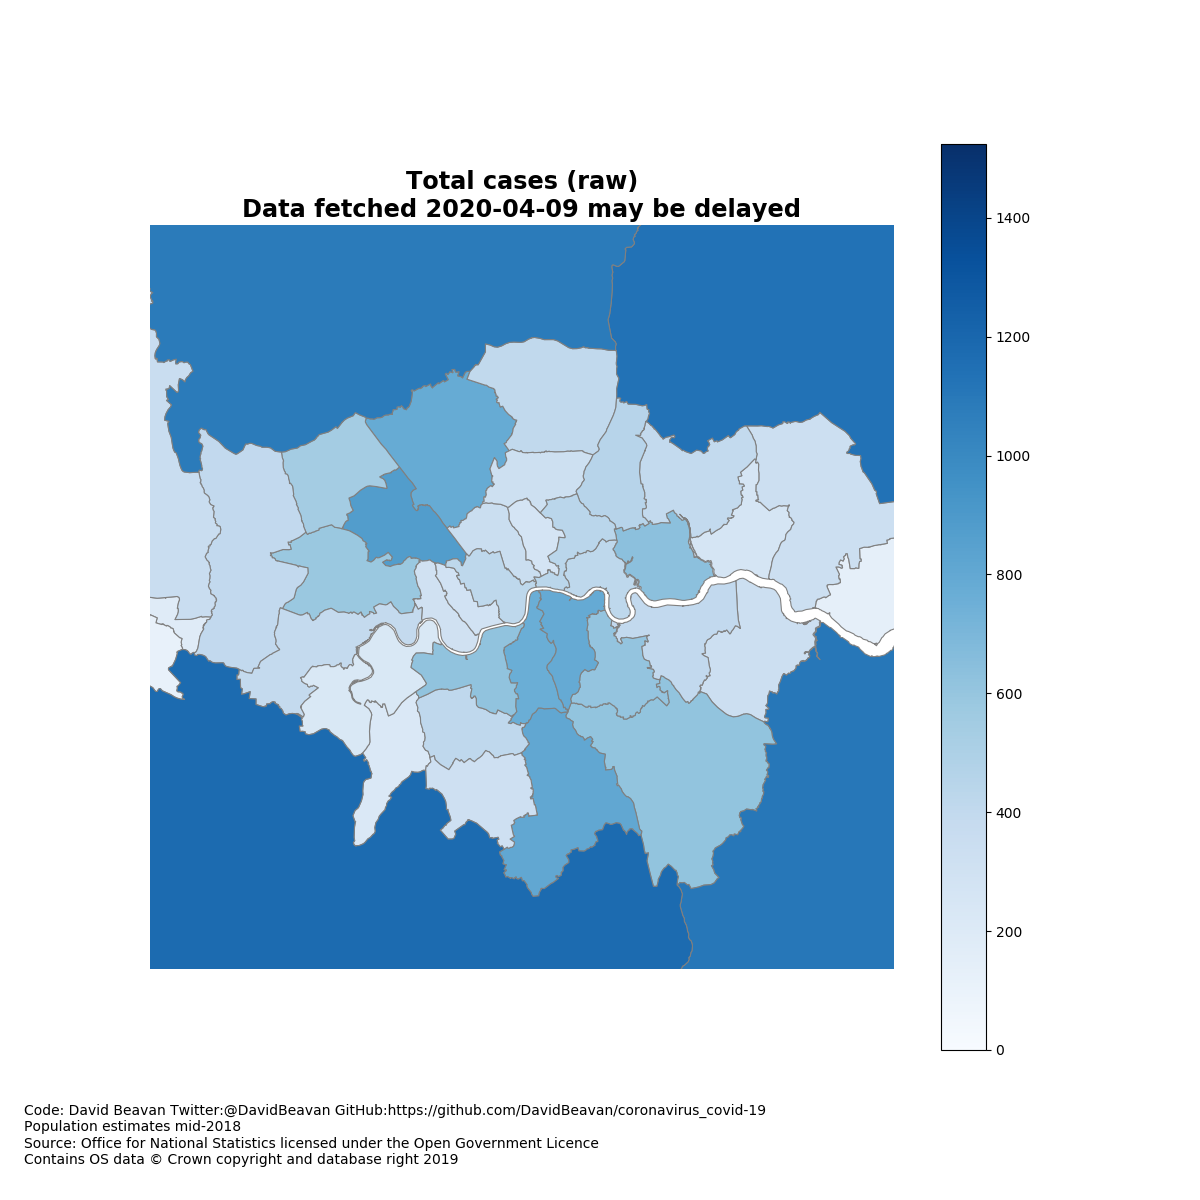 Total cases (raw)
Data fetched 2020-04-09 may be delayed
1400
1200
1000
800
600
400
200
0
Code: David Beavan Twitter:@DavidBeavan GitHub:https://github.com/DavidBeavan/coronavirus_covid-19
Population estimates mid-2018
Source: Office for National Statistics licensed under the Open Government Licence
Contains OS data © Crown copyright and database right 2019